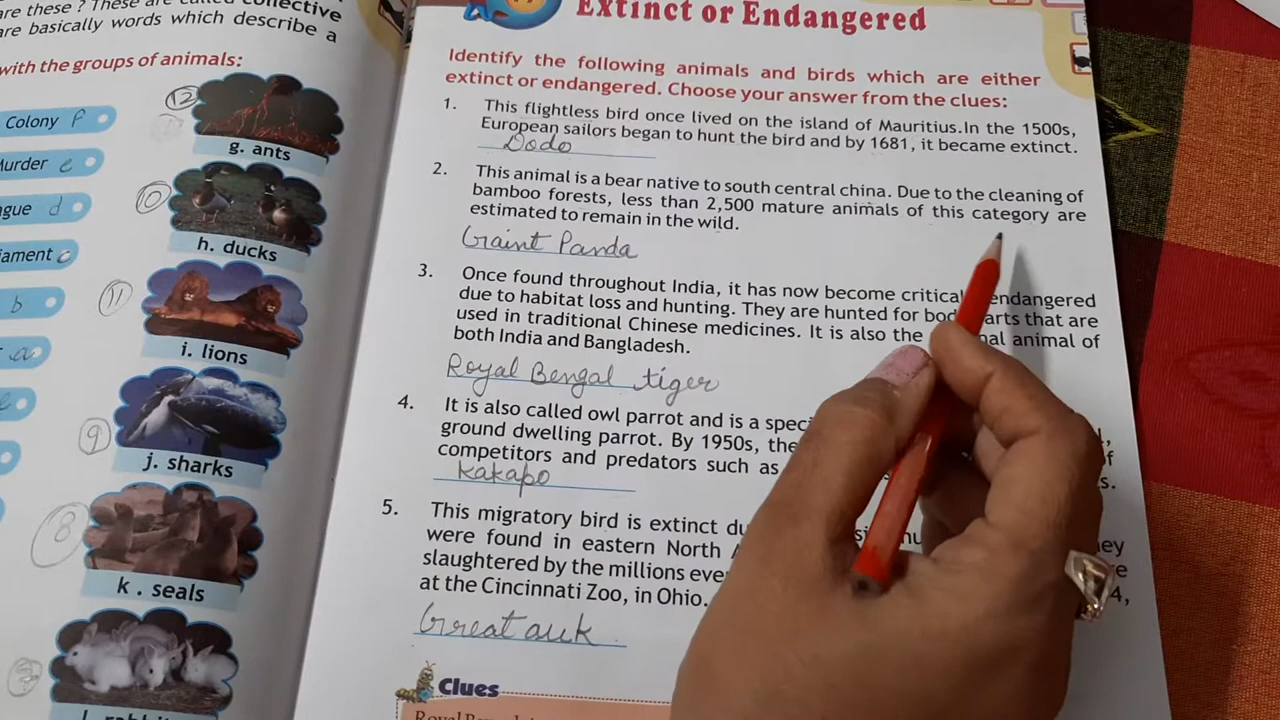 are these ? These are called collective
are basically words which describe a
with the groups of animals:
Colony f
Murder e
d
c
b
a
e
12
g. ants
10
h. ducks
11
i. lions
9
j. sharks
8
k . seals
Extinct or Endangered
Identify the following animals and birds which are either
extinct or endangered. Choose your answer from the clues:
1. This flightless bird once lived on the island of Mauritius.In the 1500s,
European sailors began to hunt the bird and by 1681, it became extinct.
Dodo
2. This animal is a bear native to south central china. Due to the cleaning of
bamboo forests, less than 2,500 mature animals of this category are
estimated to remain in the wild.
Graint Panda
3. Once found throughout India, it has now become critical endangered
due to habitat loss and hunting. They are hunted for bod arts that are
used in traditional Chinese medicines. It is also the nal animal of
both India and Bangladesh.
Royal Bengal tiger
4. It is also called owl parrot and is a speci
ground dwelling parrot. By 1950s, the of
competitors and predators such as s.
Kakapo
5. This migratory bird is extinct du hey
were found in eastern North re
slaughtered by the millions eve 4,
at the Cincinnati Zoo, in Ohio.
Great auk
Clues